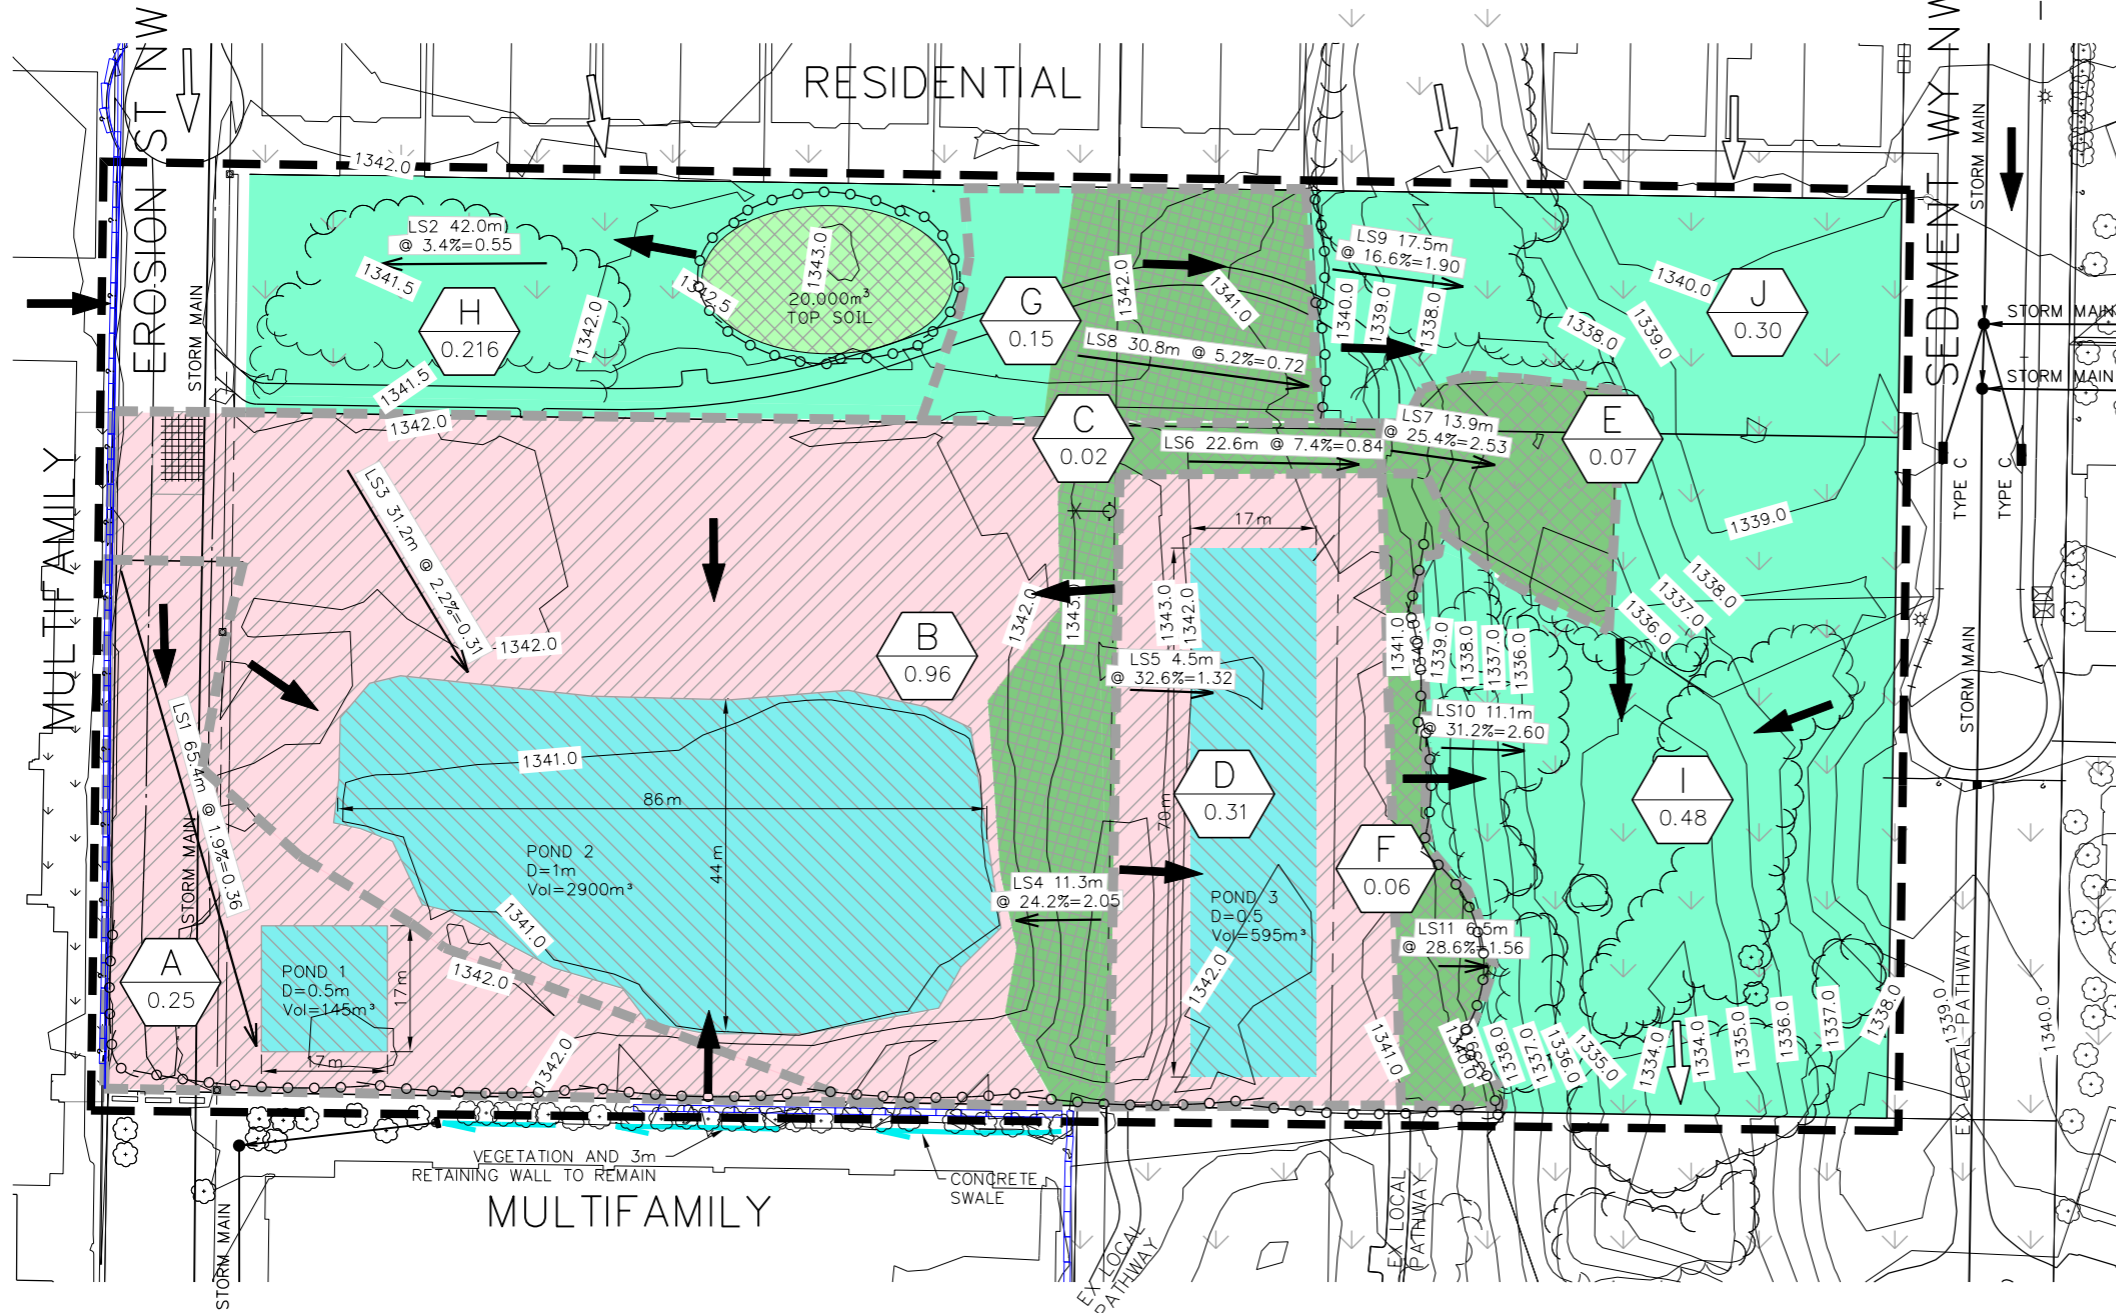 EROSION ST NW
RESIDENTIAL
SEDIMENT WY NW
STORM MAIN
1342.0
LS2 42.0m
@ 3.4%=0.55
1341.5
H
0.216
1342.0
1342.5
1343.0
20.000m³
TOP SOIL
G
0.15
1342.0
1341.0
LS8 30.8m @ 5.2%=0.72
LS9 17.5m
@ 16.6%=1.90
1340.0
1339.0
1338.0
1338.0
1339.0
1340.0
J
0.30
STORM MAIN
STORM MAIN
STORM MAIN
1341.5
1342.0
C
0.02
LS6 22.6m @ 7.4%=0.84
LS7 13.9m
@ 25.4%=2.53
E
0.07
TYPE C
TYPE C
MULTIFAMILY
LS3 31.2m @ 2.2%=0.31
17m
1339.0
1342.0
1342.0
1343.0
1343.0
1342.0
1341.0
1340.0
1339.0
1338.0
1337.0
1336.0
1336.0
1337.0
1338.0
B
0.96
LS5 4.5m
@ 32.6%=1.32
STORM MAIN
LS1 65.4m @ 1.9%=0.36
LS10 11.1m
@ 31.2%=2.60
1341.0
86m
D
0.31
I
0.48
70m
44m
STORM MAIN
POND 2
D=1m
Vol=2900m³
F
0.06
LS4 11.3m
@ 24.2%=2.05
POND 3
D=0.5
Vol=595m³
1341.0
LS11 6.5m
@ 28.6%=1.56
A
0.25
POND 1
D=0.5m
Vol=145m³
17m
1342.0
1342.0
17m
1342.0
1341.0
1340.0
1339.0
1338.0
1337.0
1336.0
1335.0
1334.0
1334.0
1335.0
1336.0
1337.0
1338.0
1339.0
EX LOCAL PATHWAY
1340.0
VEGETATION AND 3m
RETAINING WALL TO REMAIN
CONCRETE
SWALE
MULTIFAMILY
STORM MAIN
EX LOCAL
PATHWAY
EX LOCAL
PATHWAY